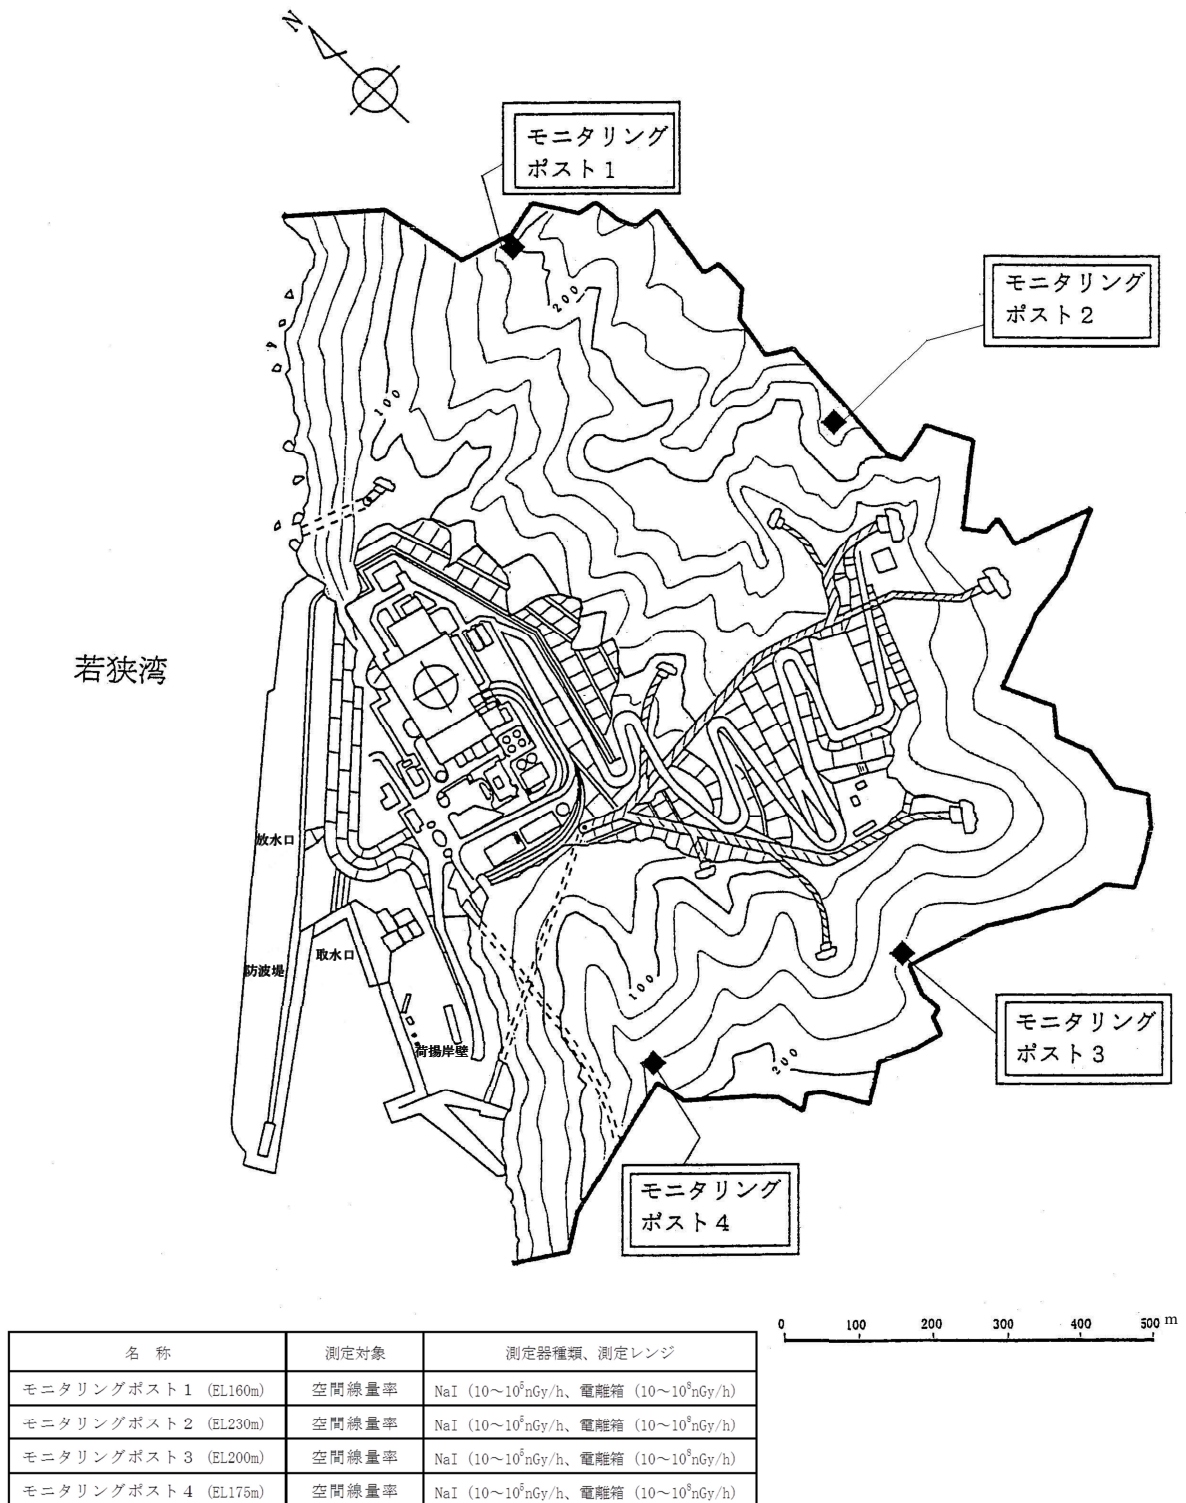 N
モニタリング
ポスト1
モニタリング
ポスト2
200
100
若狭湾
放水口
取水口
防波堤
荷揚岸壁
100
200
モニタリング
ポスト3
モニタリング
ポスト4
0 100 200 300 400 500 m
名 称 測定対象 測定器種類、測定レンジ
モニタリングポスト1 (EL160m) 空間線量率 NaI (10~10⁵nGy/h、電離箱 (10~10⁸nGy/h)
モニタリングポスト2 (EL230m) 空間線量率 NaI (10~10⁵nGy/h、電離箱 (10~10⁸nGy/h)
モニタリングポスト3 (EL200m) 空間線量率 NaI (10~10⁵nGy/h、電離箱 (10~10⁸nGy/h)
モニタリングポスト4 (EL175m) 空間線量率 NaI (10~10⁵nGy/h、電離箱 (10~10⁸nGy/h)